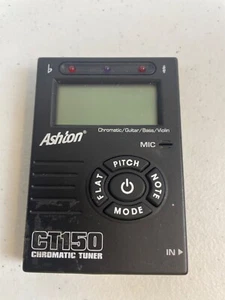 Chromatic/Guitar/Bass/Violin
Ashton®
MIC
PITCH
FLAT
NOTE
MODE
CT150
CHROMATIC TUNER
IN